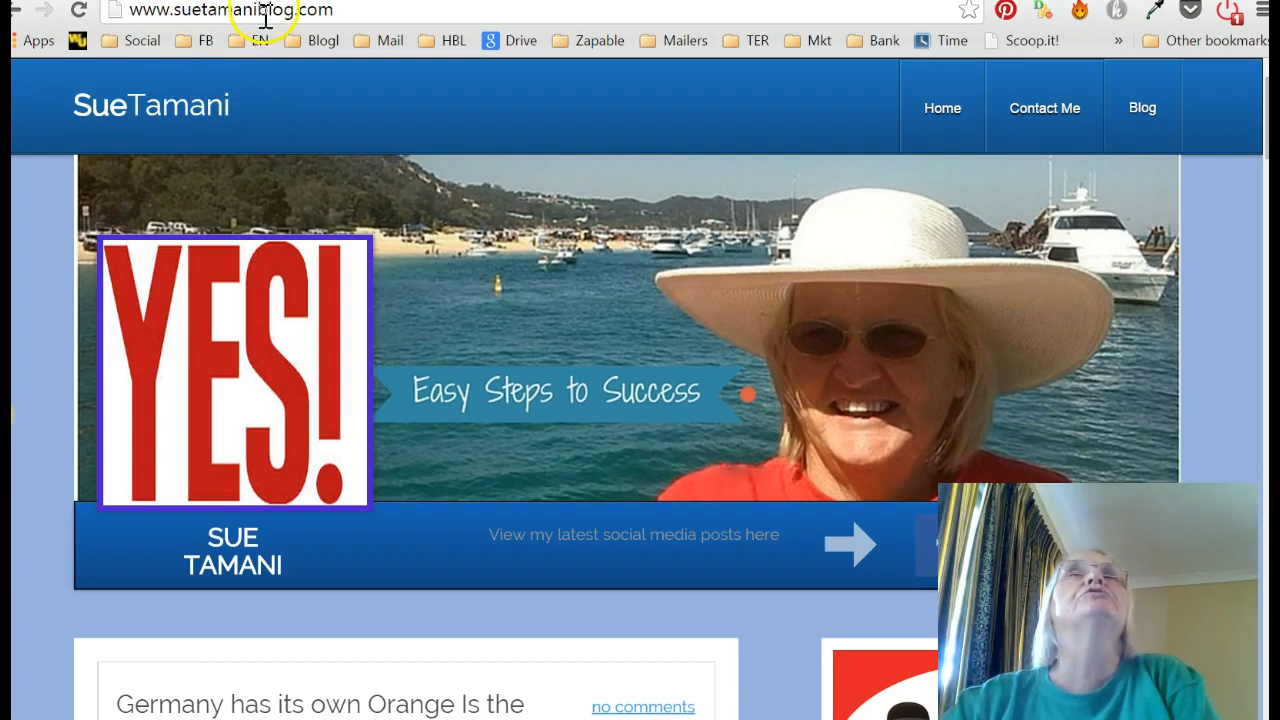 www.suetamaniblog.com
Apps Social FB EN Blogl Mail HBL Drive Zapable Mailers TER Mkt Bank Time Scoop.it! » Other bookmarks
SueTamani
Home Contact Me Blog
YES!
Easy Steps to Success
SUE
TAMANI
View my latest social media posts here
Germany has its own Orange Is the
no comments